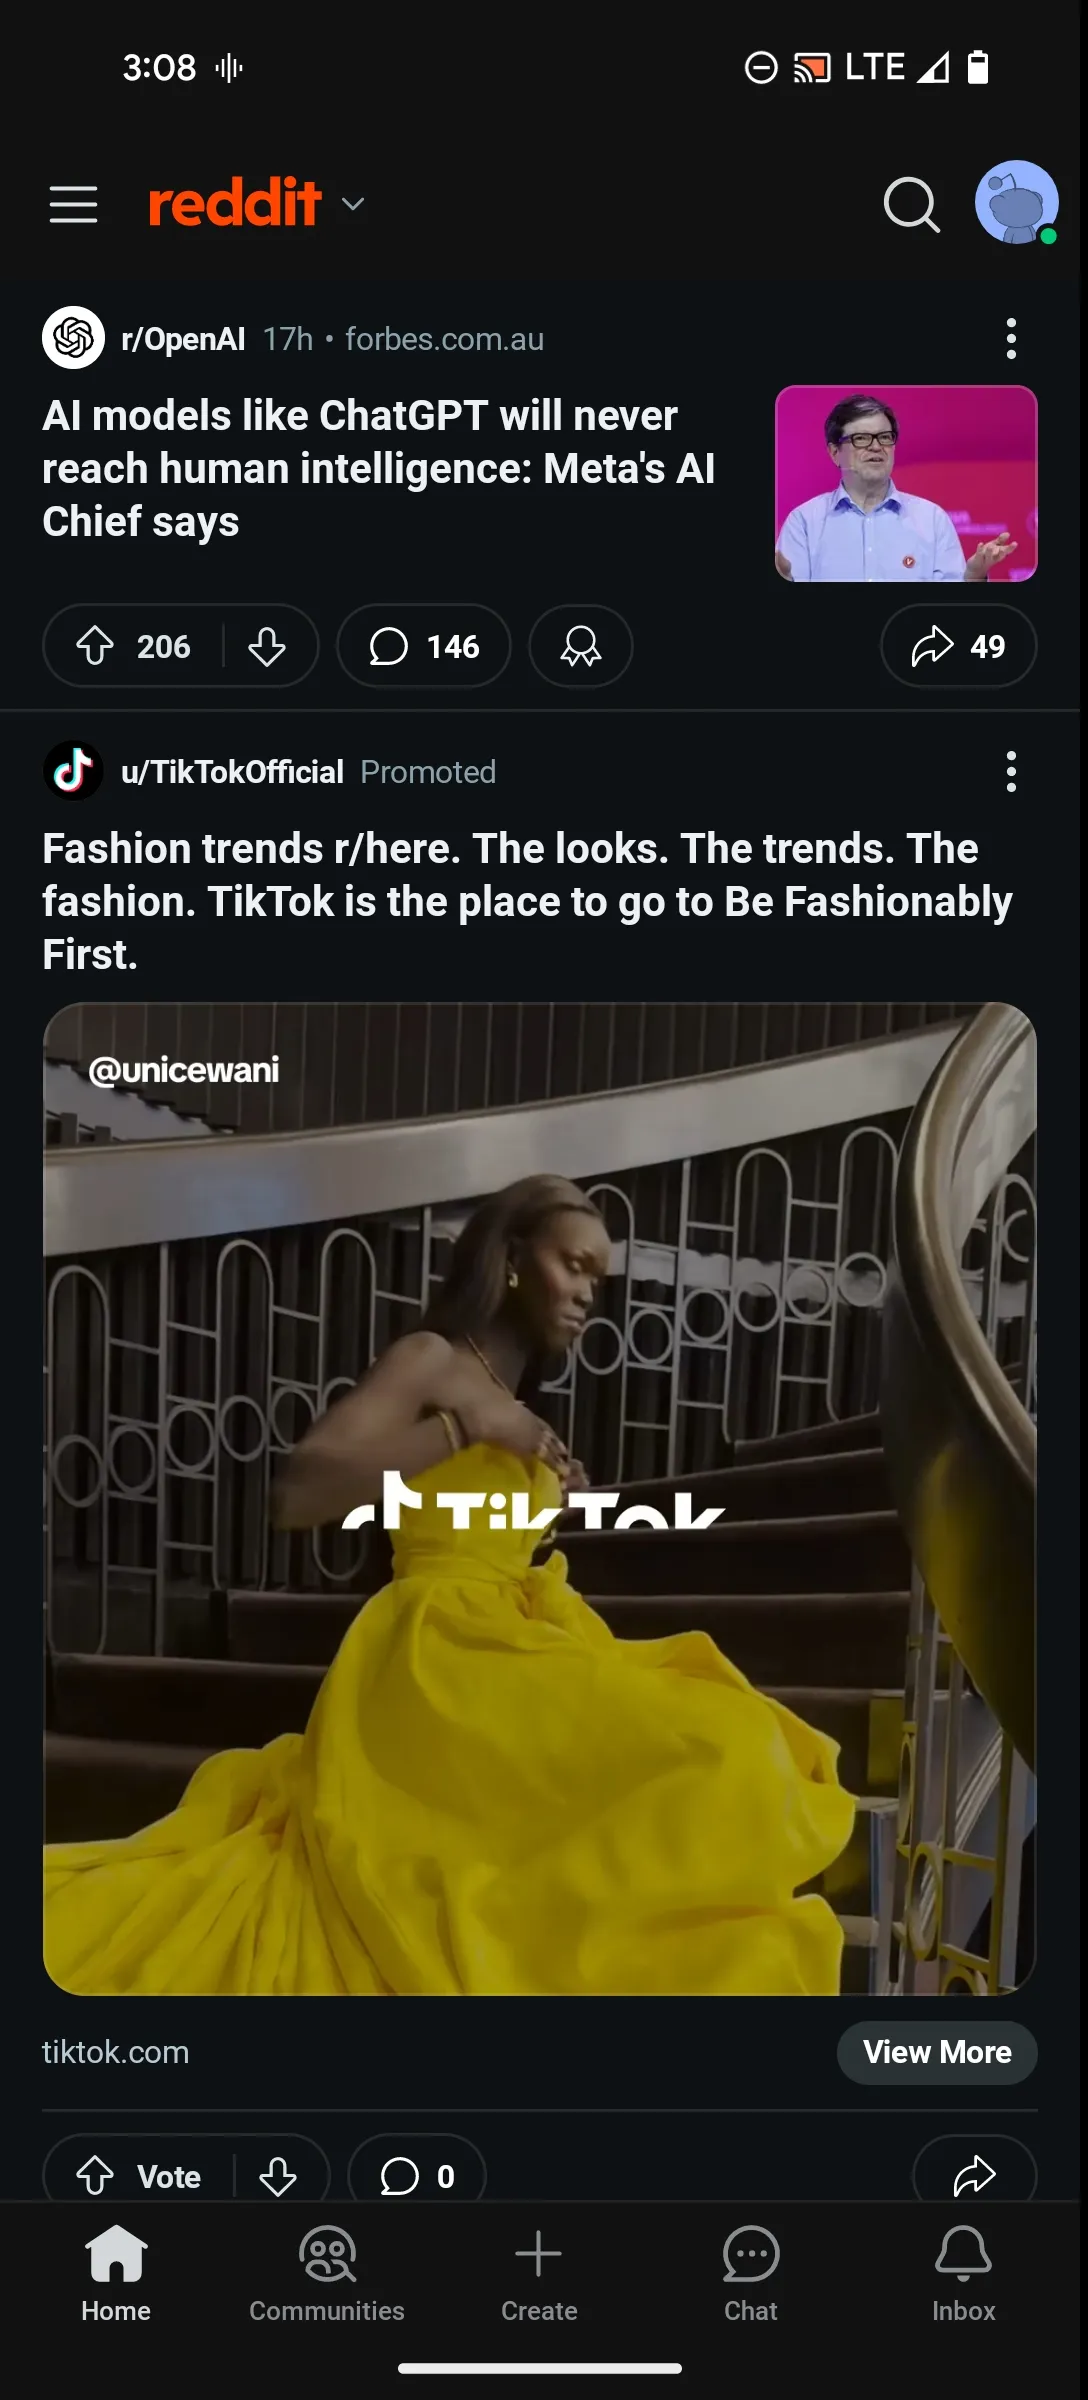 3:08
LTE
reddit
r/OpenAI 17h • forbes.com.au
AI models like ChatGPT will never
reach human intelligence: Meta's AI
Chief says
206
146
49
u/TikTokOfficial Promoted
Fashion trends r/here. The looks. The trends. The
fashion. TikTok is the place to go to Be Fashionably
First.
@unicewani
TikTok
tiktok.com
View More
Vote
0
Home
Communities
Create
Chat
Inbox